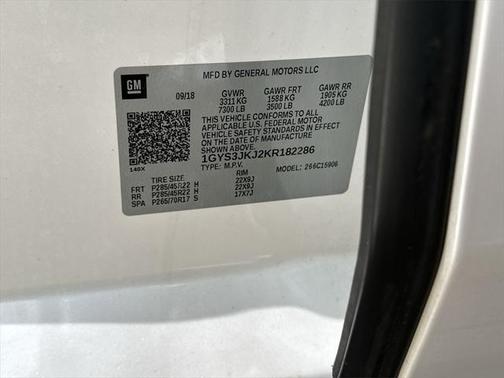 MFD BY GENERAL MOTORS LLC
GM
09/18 GVWR GAWR FRT GAWR RR
3311 KG 1588 KG 1905 KG
7300 LB 3500 LB 4200 LB
THIS VEHICLE CONFORMS TO ALL
APPLICABLE U.S. FEDERAL MOTOR
VEHICLE SAFETY STANDARDS IN EFFECT ON
THE DATE OF MANUFACTURE SHOWN ABOVE.
1GYS3JKJ2KR182286
TYPE: M.P.V. MODEL: 266C15906
140X
TIRE SIZE RIM
FRT P285/45R22 H 22X9J
RR P285/45R22 H 22X9J
SPA P265/70R17 S 17X7J